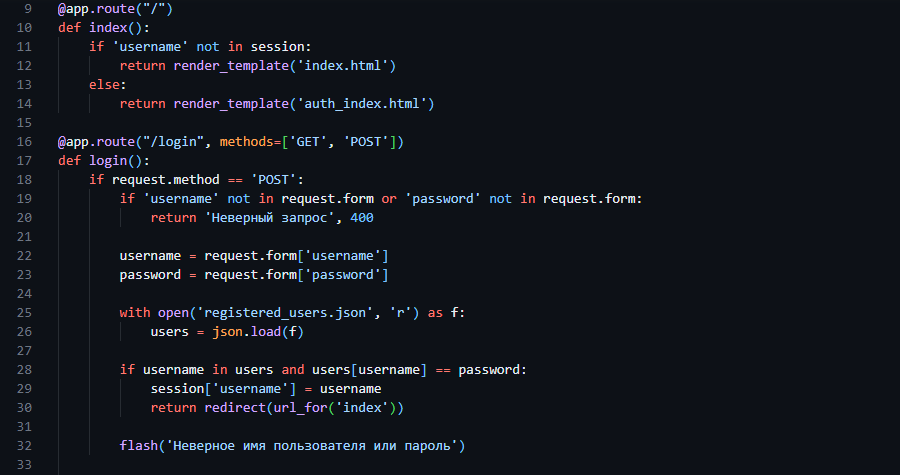 9 @app.route("/")
10 def index():
11     if 'username' not in session:
12         return render_template('index.html')
13     else:
14         return render_template('auth_index.html')
15
16 @app.route("/login", methods=['GET', 'POST'])
17 def login():
18     if request.method == 'POST':
19         if 'username' not in request.form or 'password' not in request.form:
20             return 'Неверный запрос', 400
21
22         username = request.form['username']
23         password = request.form['password']
24
25         with open('registered_users.json', 'r') as f:
26             users = json.load(f)
27
28         if username in users and users[username] == password:
29             session['username'] = username
30             return redirect(url_for('index'))
31
32         flash('Неверное имя пользователя или пароль')
33